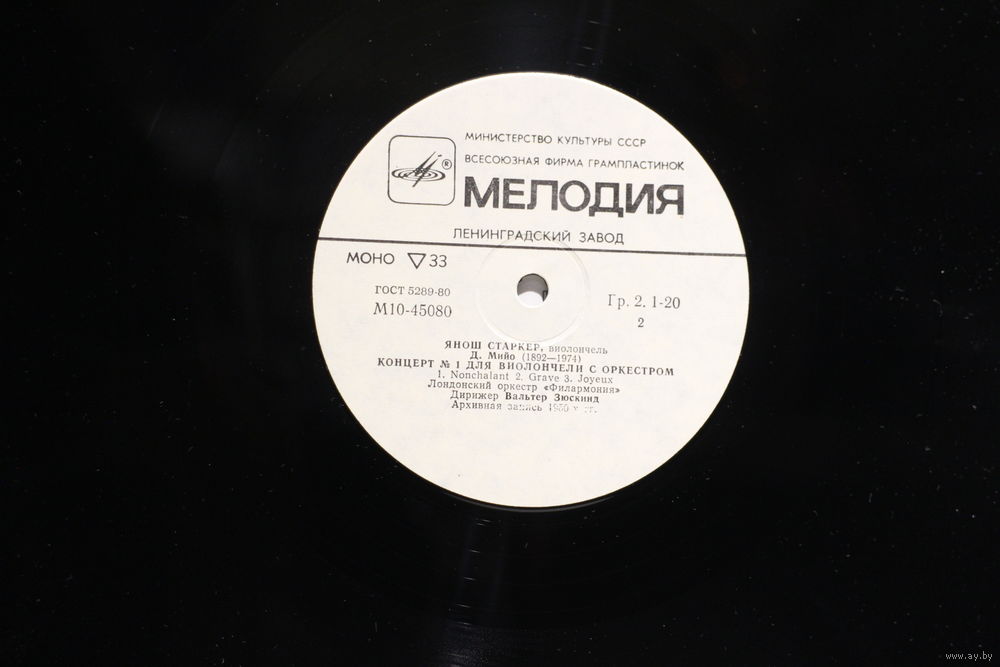 МИНИСТЕРСТВО КУЛЬТУРЫ СССР
ВСЕСОЮЗНАЯ ФИРМА ГРАМПЛАСТИНОК
®
МЕЛОДИЯ
ЛЕНИНГРАДСКИЙ ЗАВОД
МОНО ▽ 33
ГОСТ 5289-80
М10-45080
Гр. 2. 1-20
2
ЯНОШ СТАРКЕР, виолончель
Д. Мийо (1892—1974)
КОНЦЕРТ № 1 ДЛЯ ВИОЛОНЧЕЛИ С ОРКЕСТРОМ
1. Nonchalant 2. Grave 3. Joyeux
Лондонский оркестр «Филармония»
Дирижер Вальтер Зюскинд
Архивная запись 1950-х гг.
www.ay.by